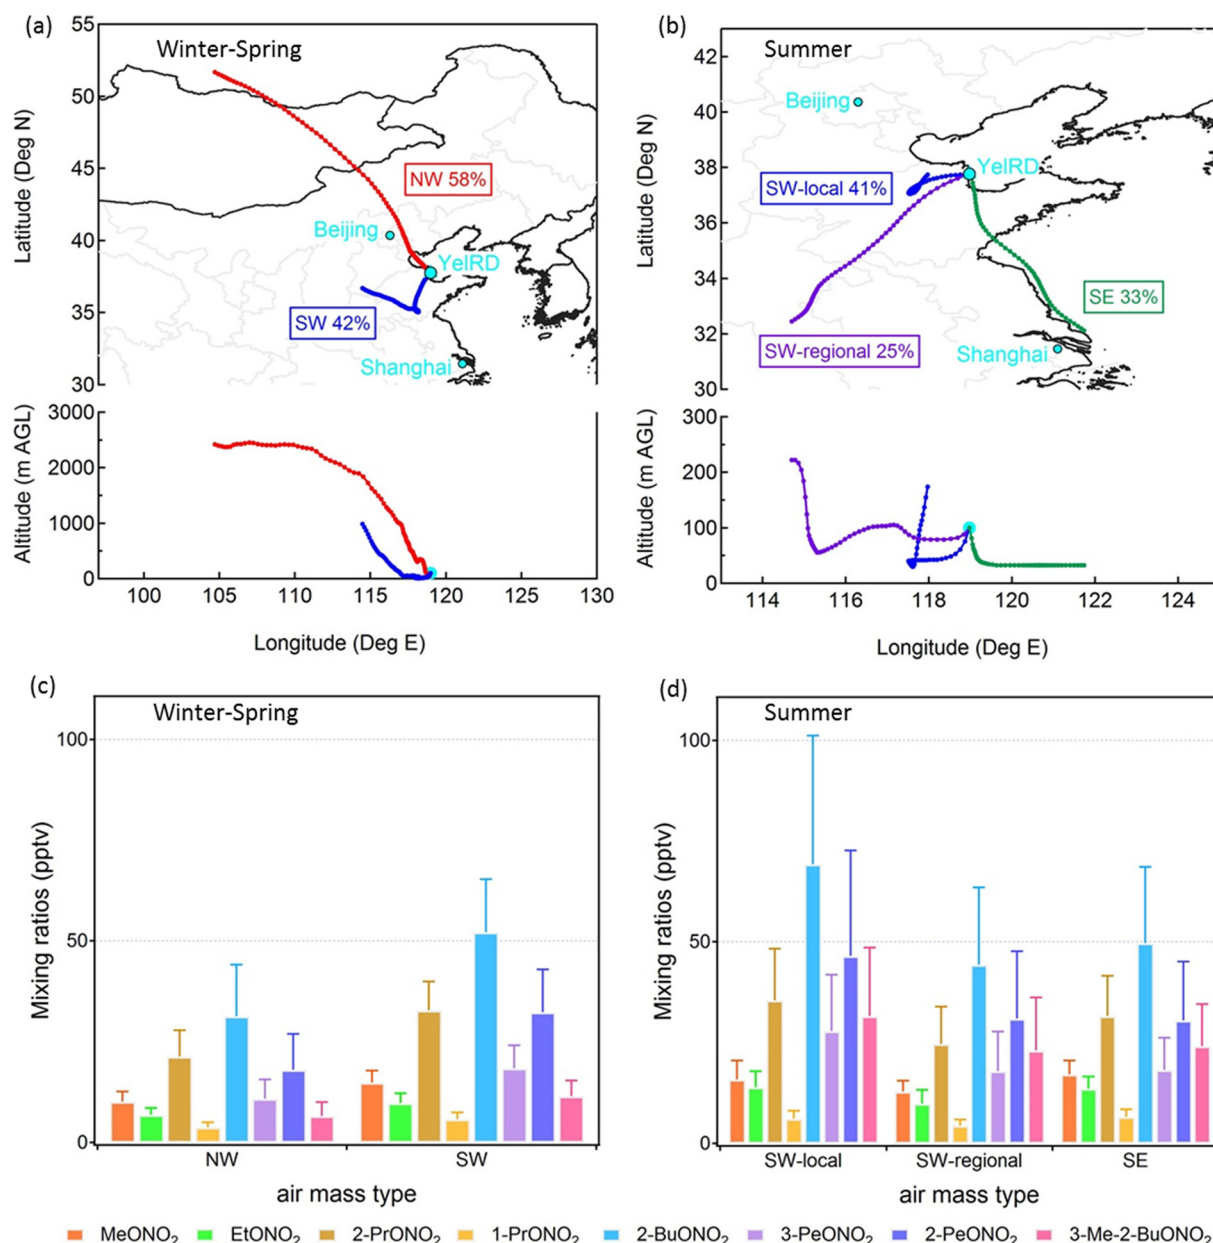 (a)
Winter-Spring
55
50
45
40
35
30
Latitude (Deg N)
NW 58%
Beijing
YelRD
SW 42%
Shanghai
3000
2000
1000
0
Altitude (m AGL)
100 105 110 115 120 125 130
Longitude (Deg E)
(b)
Summer
42
40
38
36
34
32
30
Latitude (Deg N)
Beijing
YelRD
SW-local 41%
SE 33%
SW-regional 25%
Shanghai
300
200
100
0
Altitude (m AGL)
114 116 118 120 122 124
Longitude (Deg E)
(c)
Winter-Spring
100
50
0
Mixing ratios (pptv)
NW SW
air mass type
(d)
Summer
100
50
0
Mixing ratios (pptv)
SW-local SW-regional SE
air mass type
MeONO₂ EtONO₂ 2-PrONO₂ 1-PrONO₂ 2-BuONO₂ 3-PeONO₂ 2-PeONO₂ 3-Me-2-BuONO₂